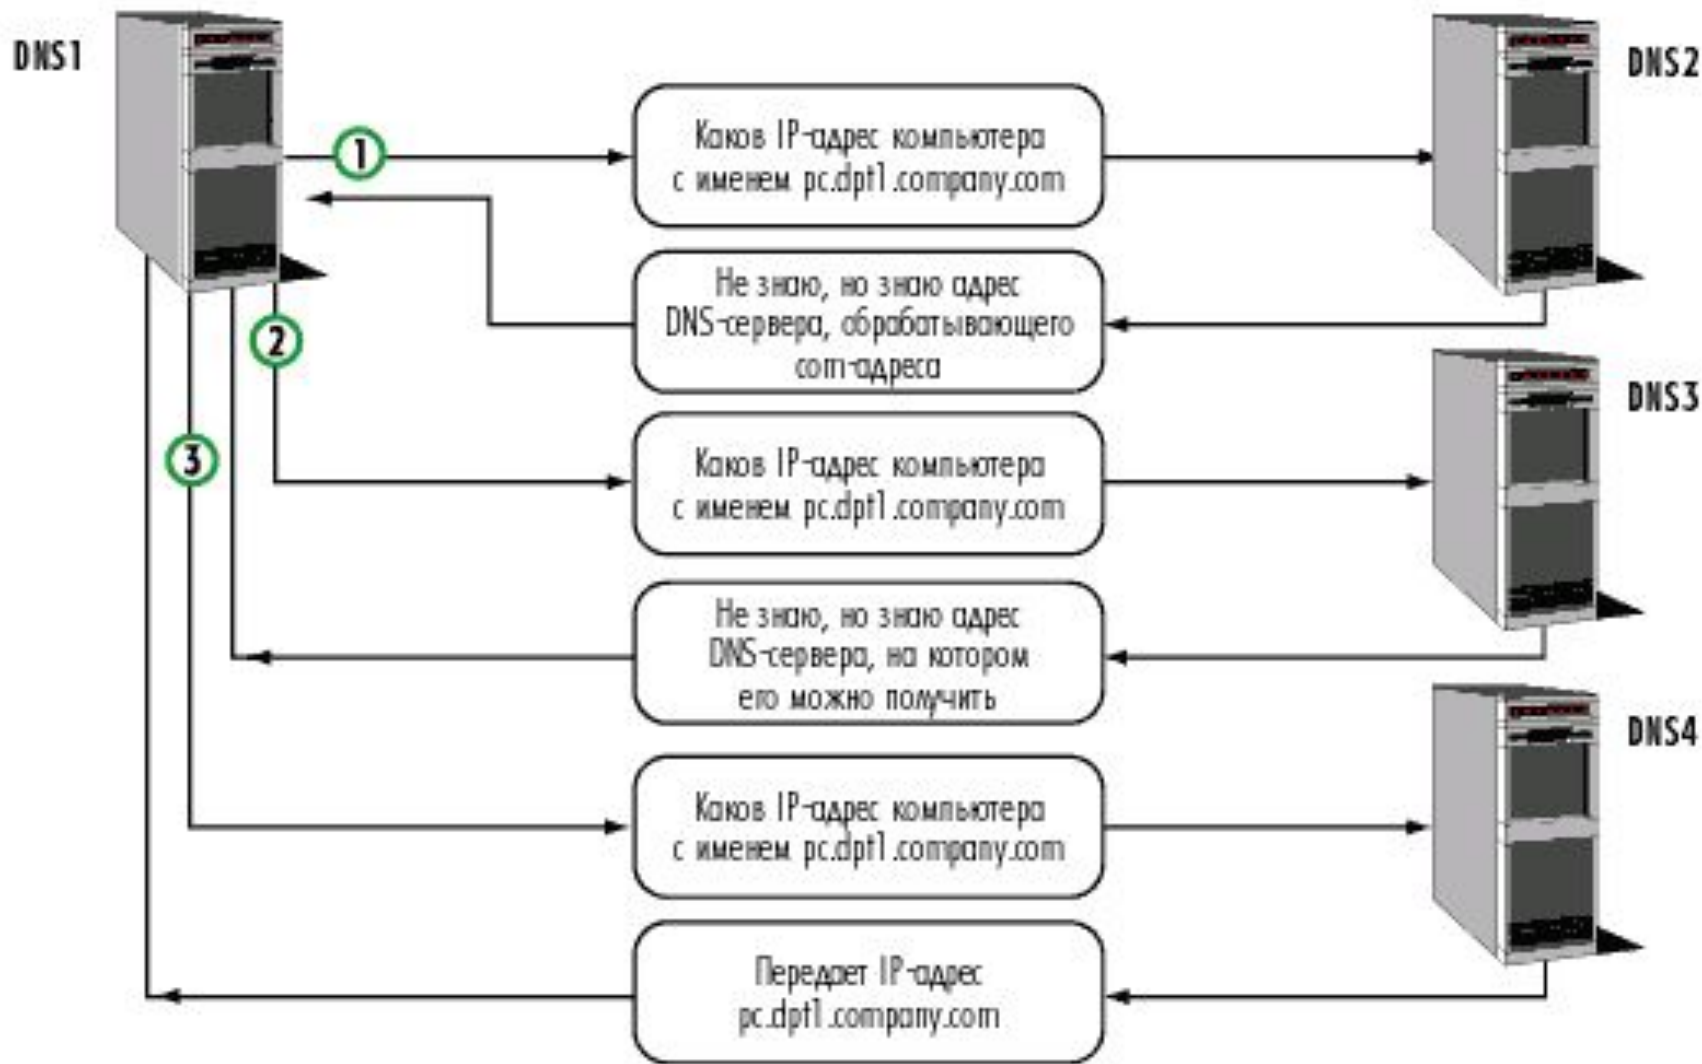 DNS1
DNS2
1
Каков IP-адрес компьютера
с именем pc.dpt1.company.com
Не знаю, но знаю адрес
DNS-сервера, обрабатывающего
com-адреса
2
DNS3
Каков IP-адрес компьютера
с именем pc.dpt1.company.com
3
Не знаю, но знаю адрес
DNS-сервера, на котором
его можно получить
DNS4
Каков IP-адрес компьютера
с именем pc.dpt1.company.com
Передает IP-адрес
pc.dpt1.company.com